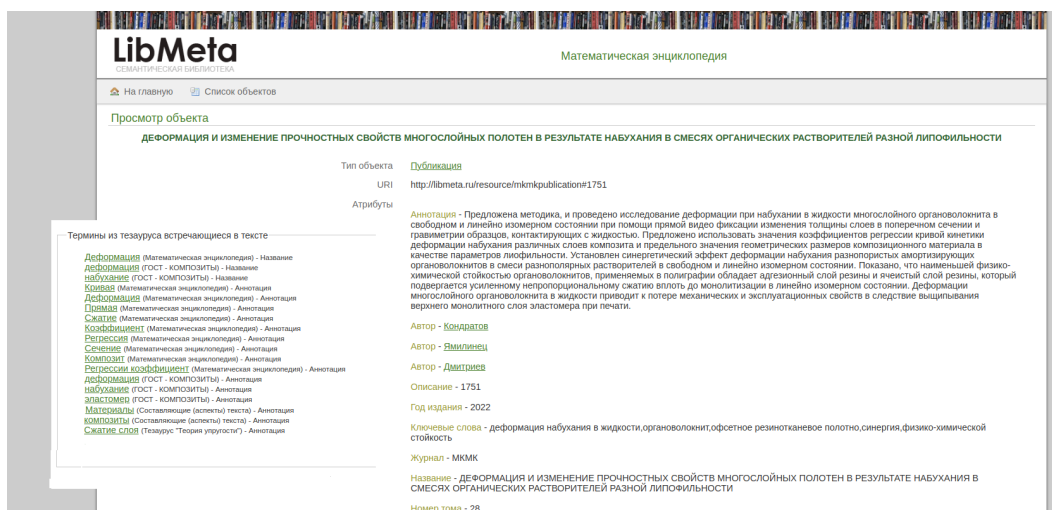 LibMeta
СЕМАНТИЧЕСКАЯ БИБЛИОТЕКА
Математическая энциклопедия
На главную Список объектов
Просмотр объекта
ДЕФОРМАЦИЯ И ИЗМЕНЕНИЕ ПРОЧНОСТНЫХ СВОЙСТВ МНОГОСЛОЙНЫХ ПОЛОТЕН В РЕЗУЛЬТАТЕ НАБУХАНИЯ В СМЕСЯХ ОРГАНИЧЕСКИХ РАСТВОРИТЕЛЕЙ РАЗНОЙ ЛИПОФИЛЬНОСТИ
Тип объекта Публикация
URI http://libmeta.ru/resource/mkmkpublication#1751
Атрибуты
Термины из тезауруса встречающиеся в тексте
Деформация (Математическая энциклопедия) - Название
деформация (ГОСТ - КОМПОЗИТЫ) - Название
набухание (ГОСТ - КОМПОЗИТЫ) - Название
Кривая (Математическая энциклопедия) - Аннотация
Деформация (Математическая энциклопедия) - Аннотация
Прямая (Математическая энциклопедия) - Аннотация
Сжатие (Математическая энциклопедия) - Аннотация
Коэффициент (Математическая энциклопедия) - Аннотация
Регрессия (Математическая энциклопедия) - Аннотация
Сечение (Математическая энциклопедия) - Аннотация
Композит (Математическая энциклопедия) - Аннотация
Регрессии коэффициент (Математическая энциклопедия) - Аннотация
деформация (ГОСТ - КОМПОЗИТЫ) - Аннотация
набухание (ГОСТ - КОМПОЗИТЫ) - Аннотация
эластомер (ГОСТ - КОМПОЗИТЫ) - Аннотация
Материалы (Составляющие (аспекты) текста) - Аннотация
композиты (Составляющие (аспекты) текста) - Аннотация
Сжатие слоя (Тезаурус "Теория упругости") - Аннотация
Аннотация - Предложена методика, и проведено исследование деформации при набухании в жидкости многослойного органоволокнита в
свободном и линейно изомерном состоянии при помощи прямой видео фиксации изменения толщины слоев в поперечном сечении и
гравиметрии образцов, контактирующих с жидкостью. Предложено использовать значения коэффициентов регрессии кривой кинетики
деформации набухания различных слоев композита и предельного значения геометрических размеров композиционного материала в
качестве параметров лиофильности. Установлен синергетический эффект деформации набухания разнопористых амортизирующих
органоволокнитов в смеси разнополярных растворителей в свободном и линейно изомерном состоянии. Показано, что наименьшей физико-
химической стойкостью органоволокнитов, применяемых в полиграфии обладает адгезионный слой резины и ячеистый слой резины, который
подвергается усиленному непропорциональному сжатию вплоть до монолитизации в линейно изомерном состоянии. Деформации
многослойного органоволокнита в жидкости приводит к потере механических и эксплуатационных свойств в следствие выщипывания
верхнего монолитного слоя эластомера при печати.
Автор - Кондратов
Автор - Ямилинец
Автор - Дмитриев
Описание - 1751
Год издания - 2022
Ключевые слова - деформация набухания в жидкости,органоволокнит,офсетное резинотканевое полотно,синергия,физико-химической
стойкость
Журнал - МКМК
Название - ДЕФОРМАЦИЯ И ИЗМЕНЕНИЕ ПРОЧНОСТНЫХ СВОЙСТВ МНОГОСЛОЙНЫХ ПОЛОТЕН В РЕЗУЛЬТАТЕ НАБУХАНИЯ В
СМЕСЯХ ОРГАНИЧЕСКИХ РАСТВОРИТЕЛЕЙ РАЗНОЙ ЛИПОФИЛЬНОСТИ
Номер тома - 28